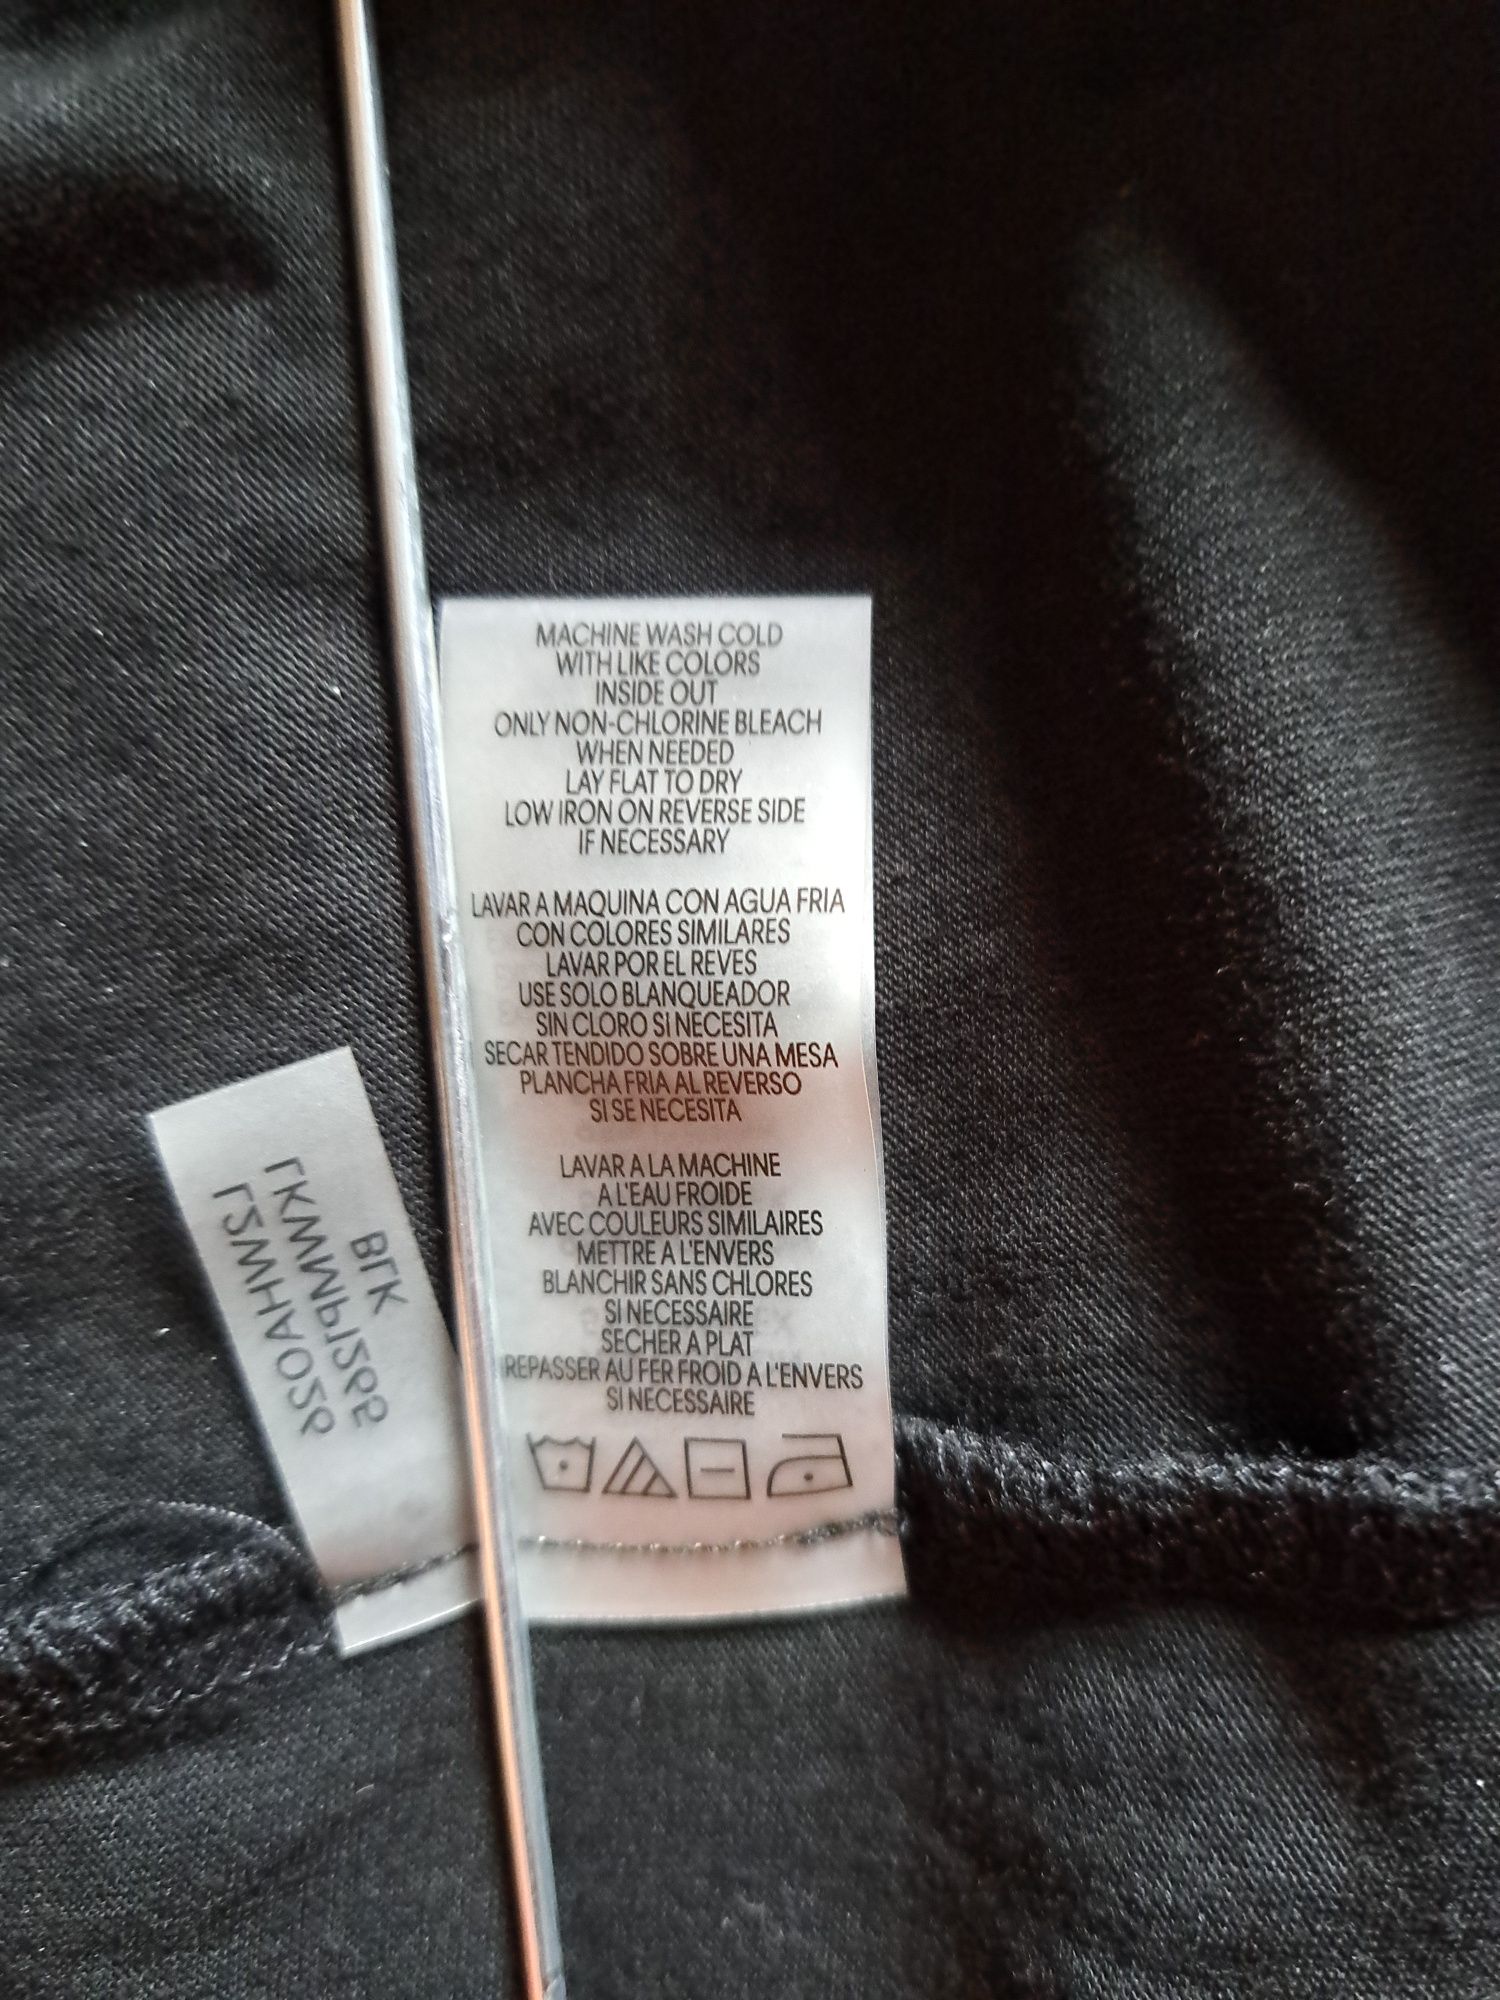 MACHINE WASH COLD
WITH LIKE COLORS
INSIDE OUT
ONLY NON-CHLORINE BLEACH
WHEN NEEDED
LAY FLAT TO DRY
LOW IRON ON REVERSE SIDE
IF NECESSARY
LAVAR A MAQUINA CON AGUA FRIA
CON COLORES SIMILARES
LAVAR POR EL REVES
USE SOLO BLANQUEADOR
SIN CLORO SI NECESITA
SECAR TENDIDO SOBRE UNA MESA
PLANCHA FRIA AL REVERSO
SI SE NECESITA
LAVAR A LA MACHINE
A L'EAU FROIDE
AVEC COULEURS SIMILAIRES
METTRE A L'ENVERS
BLANCHIR SANS CHLORES
SI NECESSAIRE
SECHER A PLAT
REPASSER AU FER FROID A L'ENVERS
SI NECESSAIRE
BLK